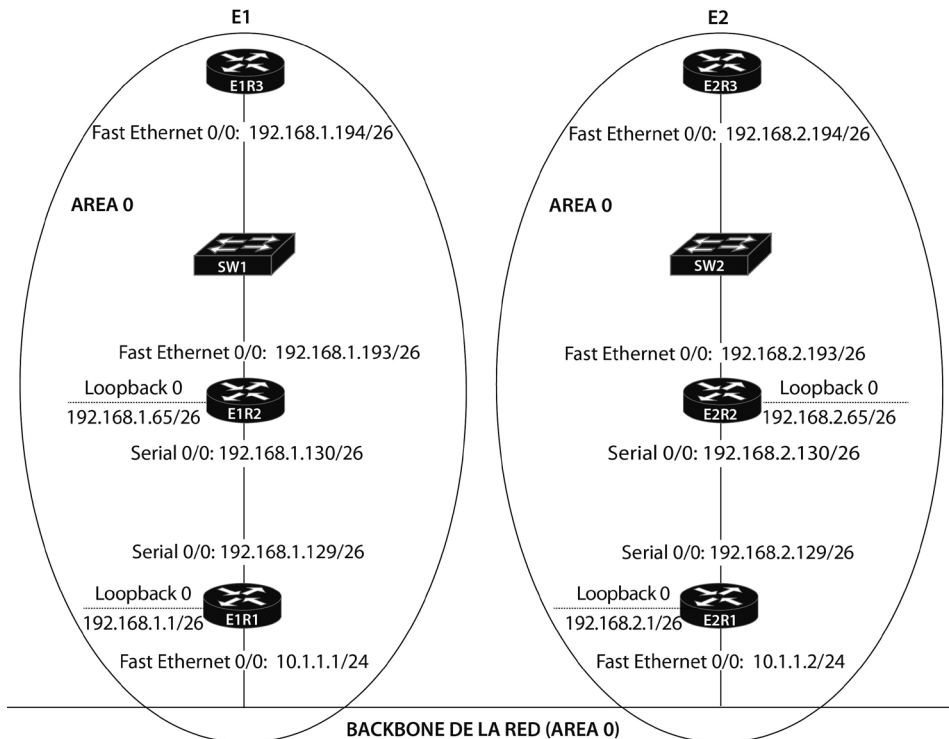 E1
E1R3
Fast Ethernet 0/0: 192.168.1.194/26
AREA 0
SW1
Fast Ethernet 0/0: 192.168.1.193/26
Loopback 0
192.168.1.65/26
E1R2
Serial 0/0: 192.168.1.130/26
Serial 0/0: 192.168.1.129/26
Loopback 0
192.168.1.1/26
E1R1
Fast Ethernet 0/0: 10.1.1.1/24
E2
E2R3
Fast Ethernet 0/0: 192.168.2.194/26
AREA 0
SW2
Fast Ethernet 0/0: 192.168.2.193/26
Loopback 0
192.168.2.65/26
E2R2
Serial 0/0: 192.168.2.130/26
Serial 0/0: 192.168.2.129/26
Loopback 0
192.168.2.1/26
E2R1
Fast Ethernet 0/0: 10.1.1.2/24
BACKBONE DE LA RED (AREA 0)